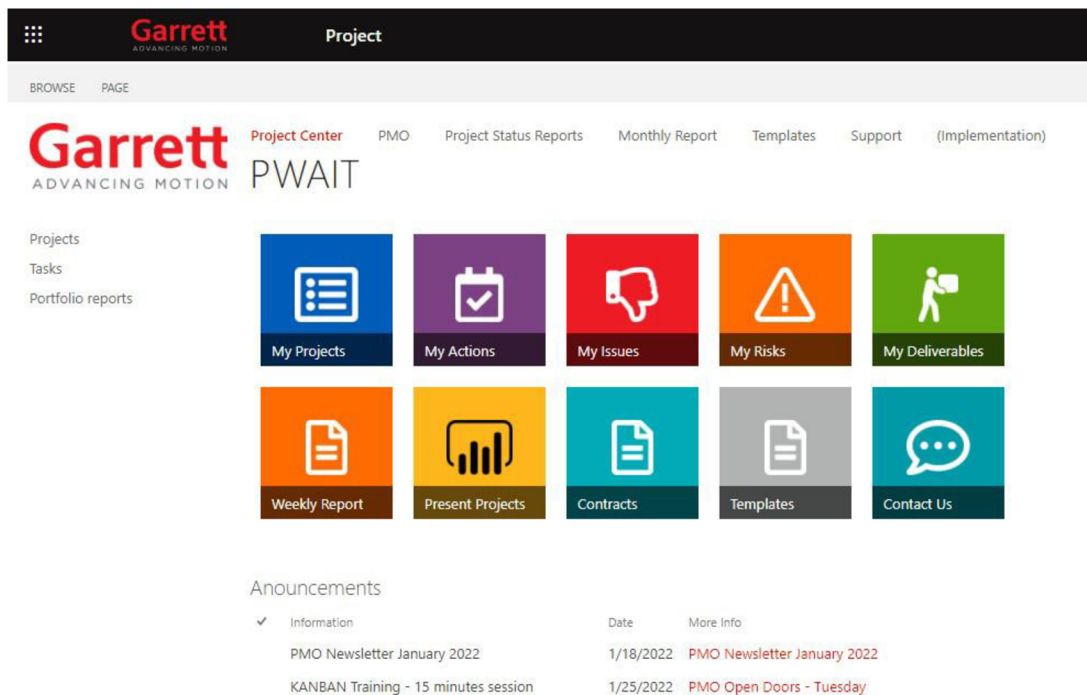 Garrett
ADVANCING MOTION
Project
BROWSE PAGE
Garrett
ADVANCING MOTION
Project Center PMO Project Status Reports Monthly Report Templates Support (Implementation)
PWAIT
Projects
Tasks
Portfolio reports
My Projects My Actions My Issues My Risks My Deliverables
Weekly Report Present Projects Contracts Templates Contact Us
Anouncements
Information Date More Info
PMO Newsletter January 2022 1/18/2022 PMO Newsletter January 2022
KANBAN Training - 15 minutes session 1/25/2022 PMO Open Doors - Tuesday